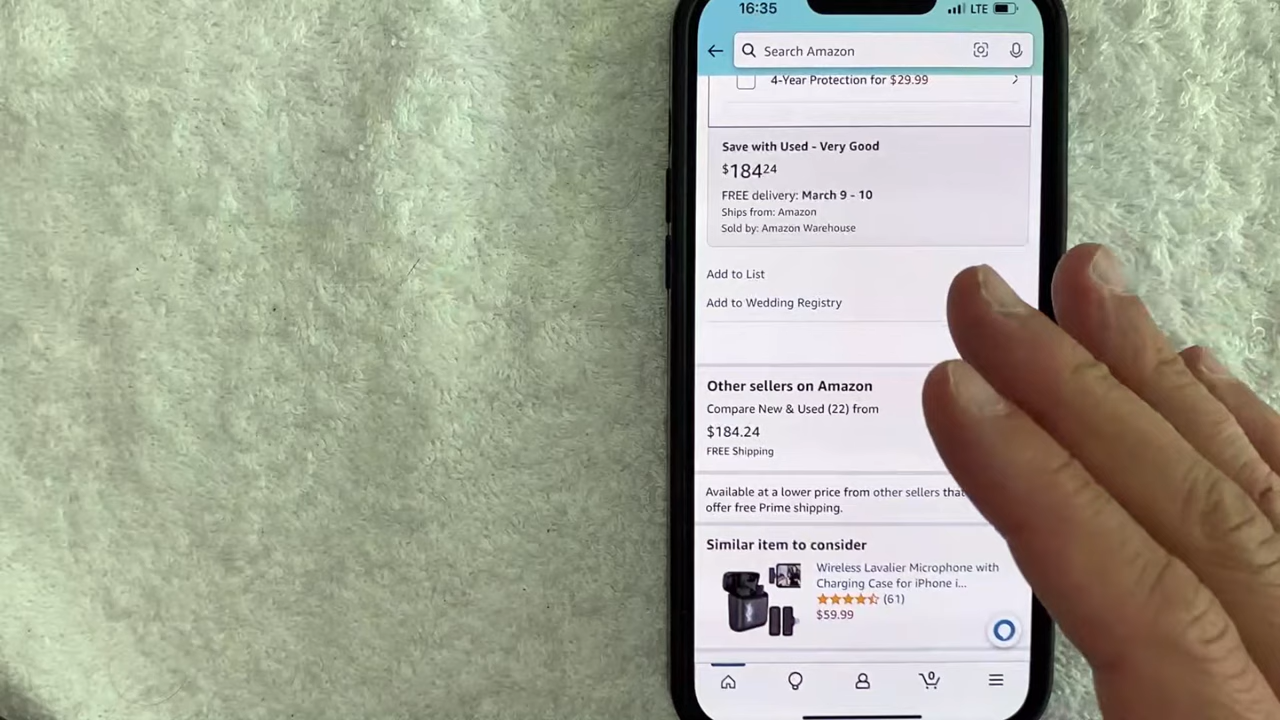 16:35
LTE
Search Amazon
4-Year Protection for $29.99
Save with Used - Very Good
$18424
FREE delivery: March 9 - 10
Ships from: Amazon
Sold by: Amazon Warehouse
Add to List
Add to Wedding Registry
Other sellers on Amazon
Compare New & Used (22) from
$184.24
FREE Shipping
Available at a lower price from other sellers that
offer free Prime shipping.
Similar item to consider
Wireless Lavalier Microphone with
Charging Case for iPhone i...
(61)
$59.99
0